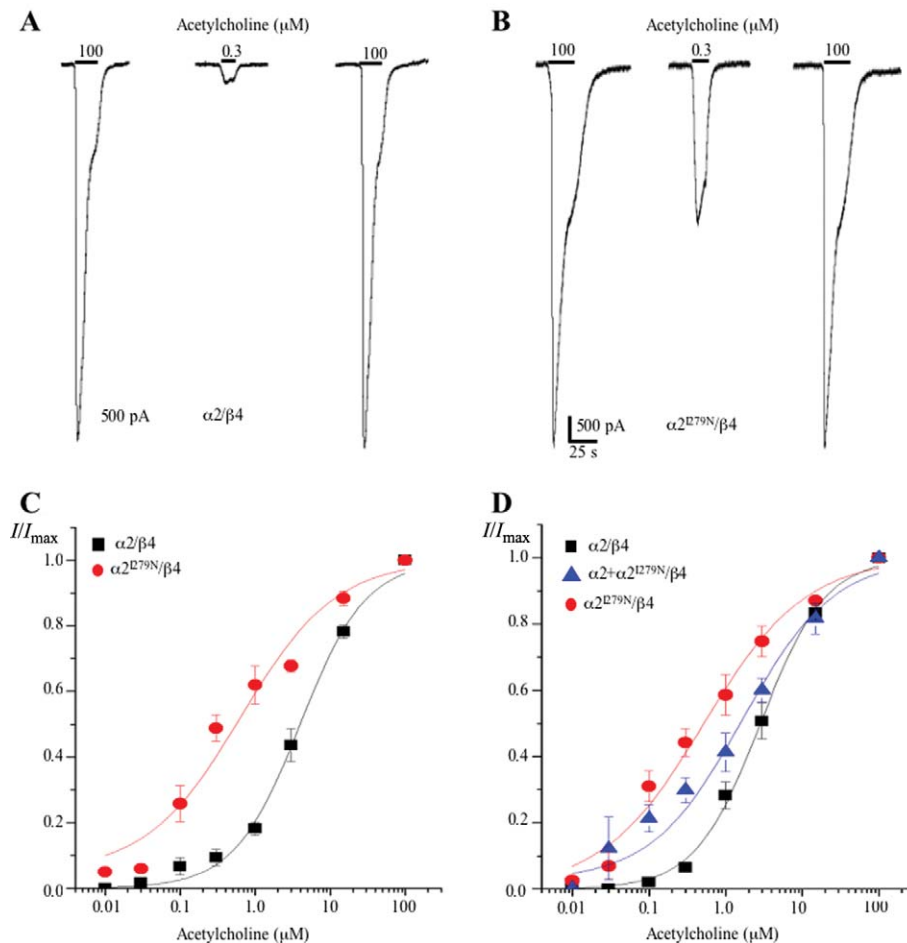 A
Acetylcholine (µM)
100
0.3
100
500 pA
α2/β4
B
Acetylcholine (µM)
100
0.3
100
500 pA
25 s
α2I279N/β4
C
I/Imax
α2/β4
α2I279N/β4
1.0
0.8
0.6
0.4
0.2
0.0
0.01
0.1
1.0
10
100
Acetylcholine (µM)
D
I/Imax
α2/β4
α2+α2I279N/β4
α2I279N/β4
1.0
0.8
0.6
0.4
0.2
0.0
0.01
0.1
1.0
10
100
Acetylcholine (µM)